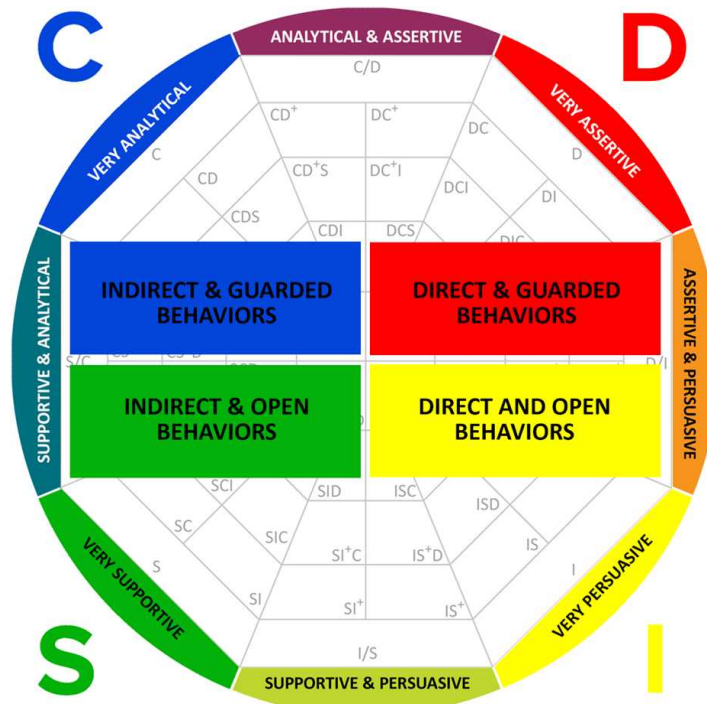 C
D
ANALYTICAL & ASSERTIVE
VERY ANALYTICAL
VERY ASSERTIVE
C/D
CD⁺
DC⁺
DC
C
D
CD⁺S
DC⁺I
CD
DCI
DI
CDS
CDI
DCS
DIC
INDIRECT & GUARDED
BEHAVIORS
DIRECT & GUARDED
BEHAVIORS
SUPPORTIVE & ANALYTICAL
ASSERTIVE & PERSUASIVE
S/C
D/I
INDIRECT & OPEN
BEHAVIORS
DIRECT AND OPEN
BEHAVIORS
SCI
SID
ISC
ISD
SC
SIC
IS
SI⁺C
IS⁺D
S
I
SI
SI⁺
IS⁺
VERY SUPPORTIVE
VERY PERSUASIVE
I/S
SUPPORTIVE & PERSUASIVE
S
I